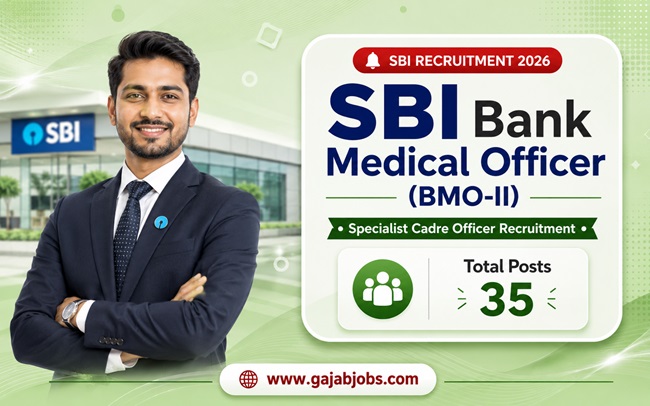 SBI
SBI RECRUITMENT 2026
SBI Bank
Medical Officer
(BMO-II)
• Specialist Cadre Officer Recruitment •
Total Posts
35
www.gajabjobs.com